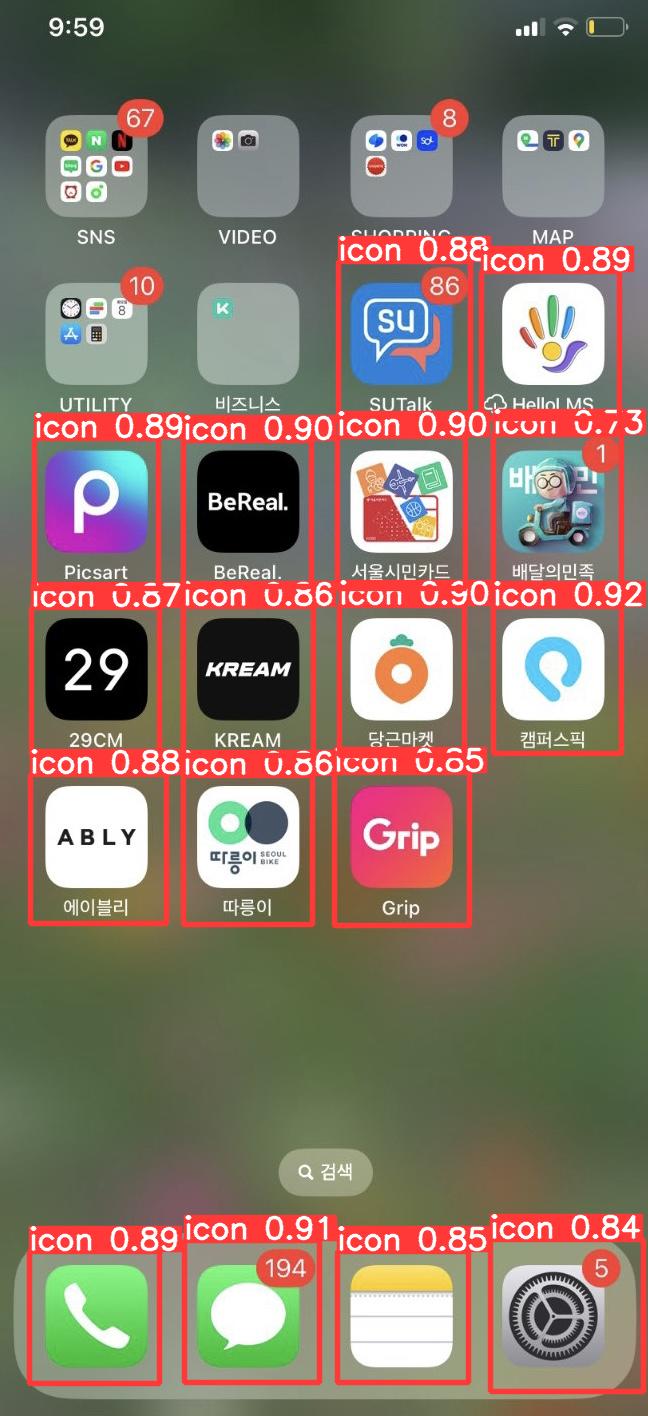 9:59
67
8
SNS
VIDEO
SHOPPING
MAP
icon 0.88
icon 0.89
10
8
86
su
UTILITY
비즈니스
SUTalk
HelloLMS
icon 0.89
icon 0.90
icon 0.90
icon 0.73
1
BeReal.
Picsart
BeReal.
서울시민카드
배달의민족
icon 0.87
icon 0.86
icon 0.90
icon 0.92
29
KREAM
29CM
KREAM
당근마켓
캠퍼스픽
icon 0.88
icon 0.86
icon 0.85
ABLY
따릉이 SEOUL BIKE
Grip
에이블리
따릉이
Grip
검색
icon 0.89
icon 0.91
icon 0.85
icon 0.84
194
5